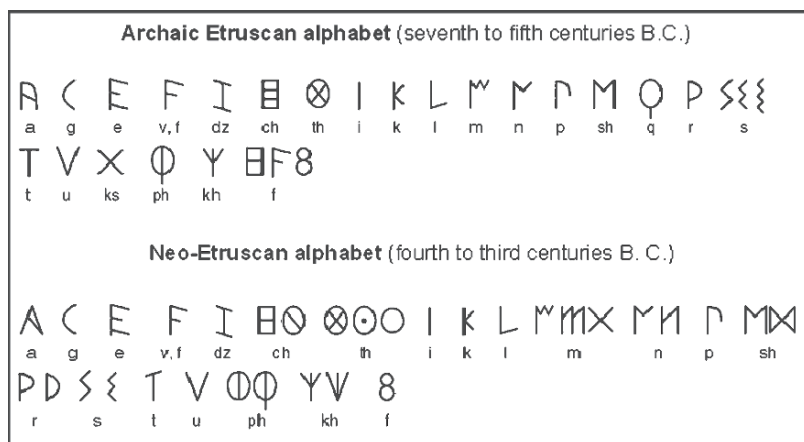 Archaic Etruscan alphabet (seventh to fifth centuries B.C.)
𐌀 𐌂 𐌄 𐌅 𐌆 𐌇 𐌈 𐌉 𐌊 𐌋 𐌌 𐌍 𐌐 𐌑 𐌒 𐌓 𐌔
a g e v,f dz ch th i k l m n p sh q r s
𐌕 𐌖 𐌗 𐌘 𐌙 𐌇𐌅𐌚
t u ks ph kh f
Neo-Etruscan alphabet (fourth to third centuries B. C.)
𐌀 𐌂 𐌄 𐌅 𐌆 𐌇 𐌈 𐌉 𐌊 𐌋 𐌌 𐌍 𐌐 𐌑
a g e v,f dz ch th i k l m n p sh
𐌓 𐌔 𐌕 𐌖 𐌘 𐌙 𐌚
r s t u ph kh f